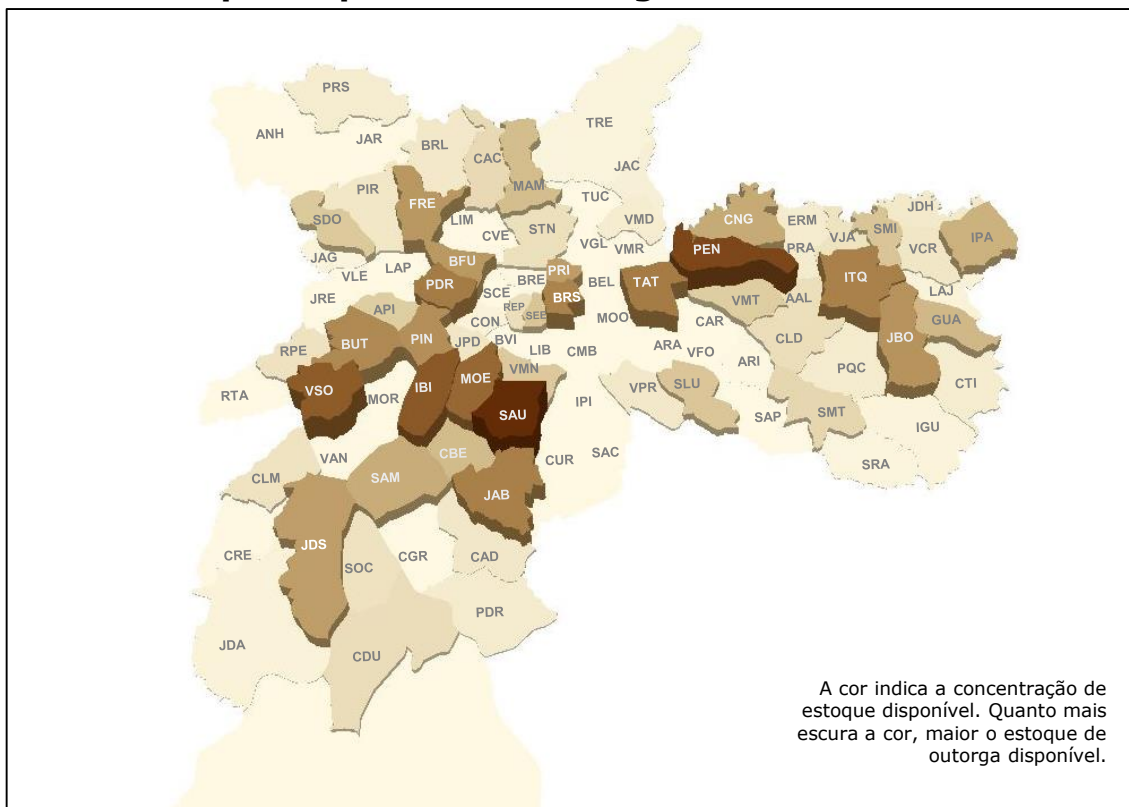 PRS
ANH
JAR
BRL
CAC
TRE
JAC
PIR
FRE
MAM
TUC
SDO
LIM
CVE
STN
VMD
CNG
ERM
JDH
JAG
VLE
LAP
BFU
VGL
VMR
PEN
PRA
VJA
SMI
VCR
IPA
JRE
PDR
SCE
BRE
PRI
BEL
TAT
ITQ
API
REP
SEE
BRS
MOO
VMT
AAL
LAJ
RPE
BUT
PIN
CON
JPD
BVI
LIB
CMB
ARA
CAR
VFO
CLD
JBO
GUA
RTA
VSO
MOR
IBI
MOE
VMN
IPI
VPR
SLU
ARI
PQC
CTI
SAU
SAP
SMT
IGU
CLM
VAN
SAM
CBE
CUR
SAC
SRA
JAB
CRE
JDS
SOC
CGR
CAD
JDA
CDU
PDR
A cor indica a concentração de
estoque disponível. Quanto mais
escura a cor, maior o estoque de
outorga disponível.